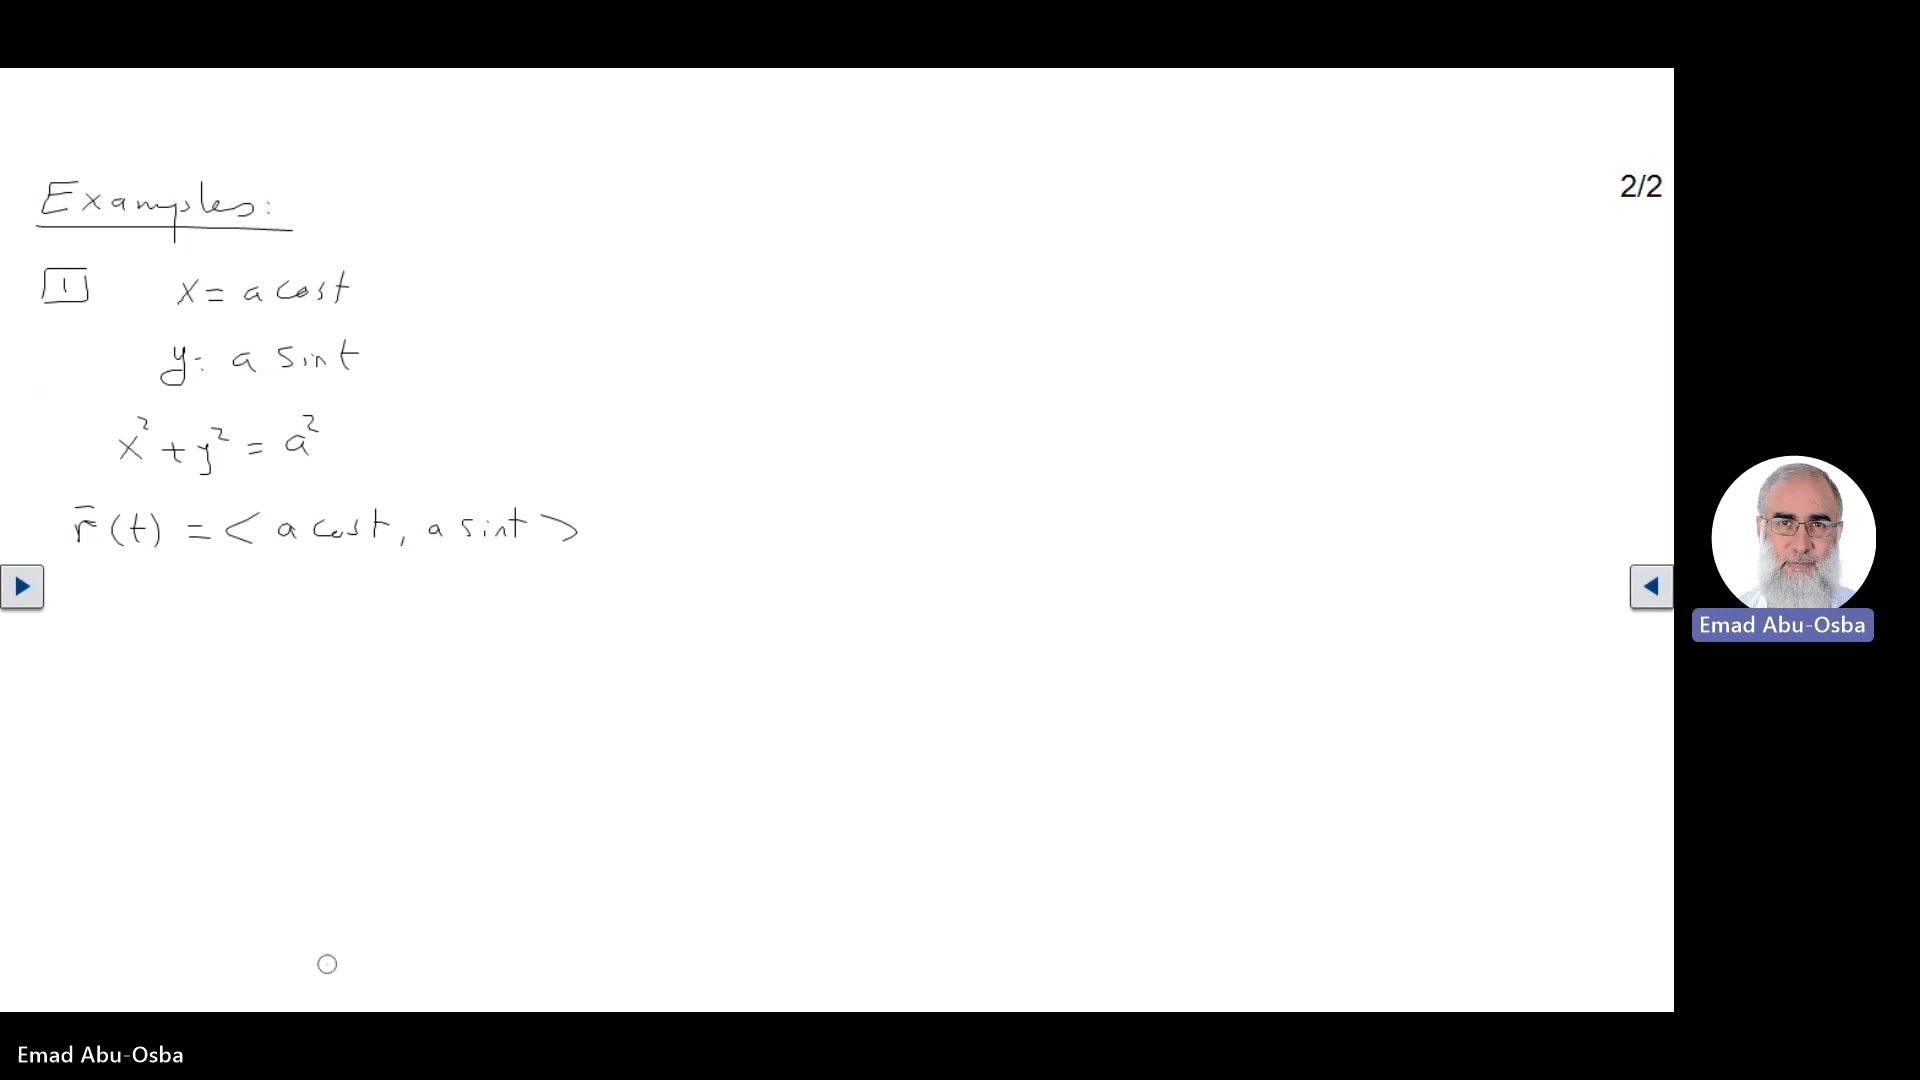 Examples:
2/2
1 x = a cost
y = a sint
x² + y² = a²
r̄(t) = < a cost, a sint >
Emad Abu-Osba
Emad Abu-Osba